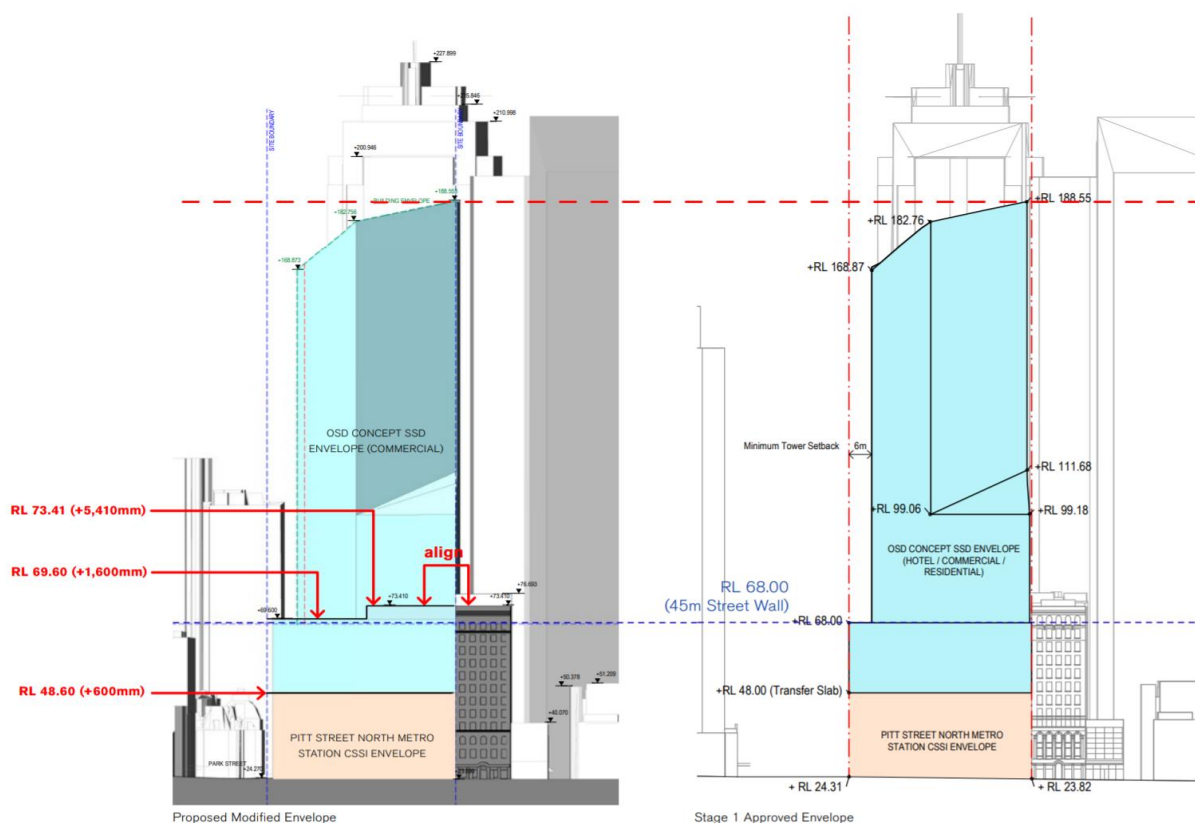 +227.899
+210.998
SITE BOUNDARY
+200.946
+188.551
BUILDING ENVELOPE
+182.756
+168.873
OSD CONCEPT SSD
ENVELOPE (COMMERCIAL)
RL 73.41 (+5,410mm)
align
RL 69.60 (+1,600mm)
+76.693
+73.410
+73.410
+69.600
RL 48.60 (+600mm)
+51.209
+50.378
+40.070
PITT STREET NORTH METRO
STATION CSSI ENVELOPE
PARK STREET
+24.270
Proposed Modified Envelope
+RL 188.55
+RL 182.76
+RL 168.87
Minimum Tower Setback
6m
+RL 111.68
+RL 99.06
+RL 99.18
OSD CONCEPT SSD ENVELOPE
(HOTEL / COMMERCIAL /
RESIDENTIAL)
RL 68.00
(45m Street Wall)
+RL 68.00
+RL 48.00 (Transfer Slab)
PITT STREET NORTH METRO
STATION CSSI ENVELOPE
+ RL 24.31
+ RL 23.82
Stage 1 Approved Envelope